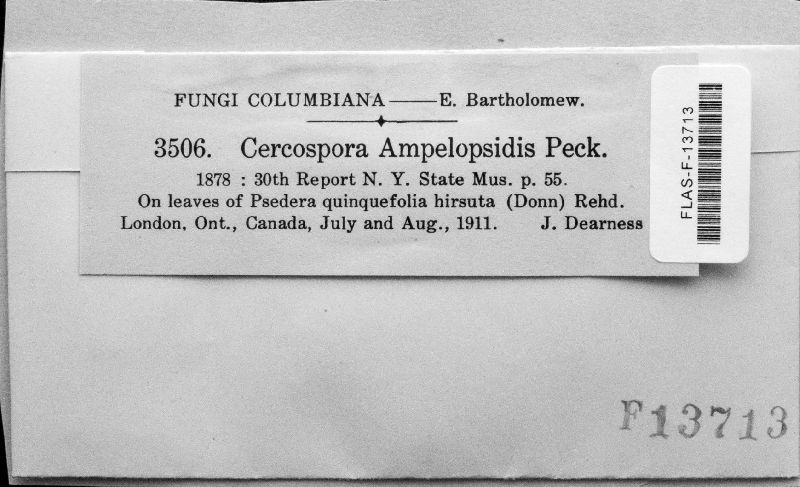 FUNGI COLUMBIANA——E. Bartholomew.
3506. Cercospora Ampelopsidis Peck.
1878 : 30th Report N. Y. State Mus. p. 55.
On leaves of Psedera quinquefolia hirsuta (Donn) Rehd.
London, Ont., Canada, July and Aug., 1911. J. Dearness
FLAS-F-13713
F13713